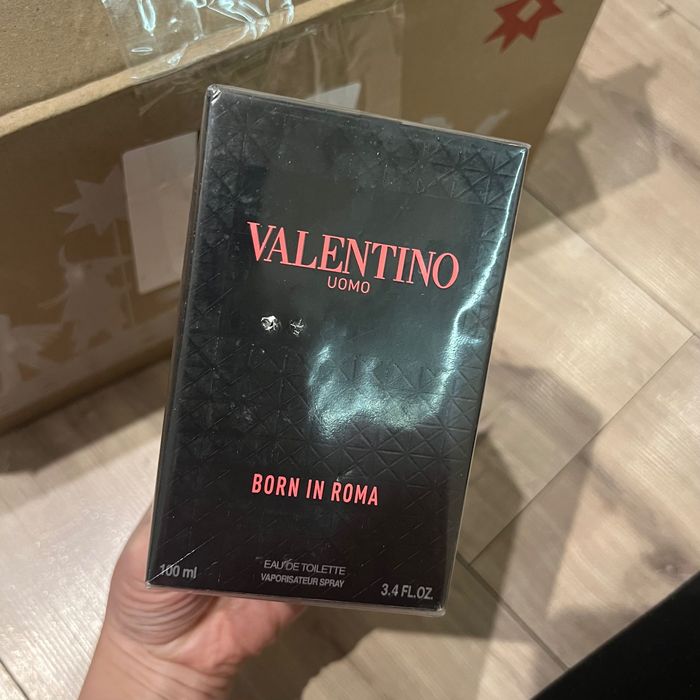 VALENTINO
UOMO
BORN IN ROMA
EAU DE TOILETTE
VAPORISATEUR SPRAY
100 ml
3.4 FL.OZ.